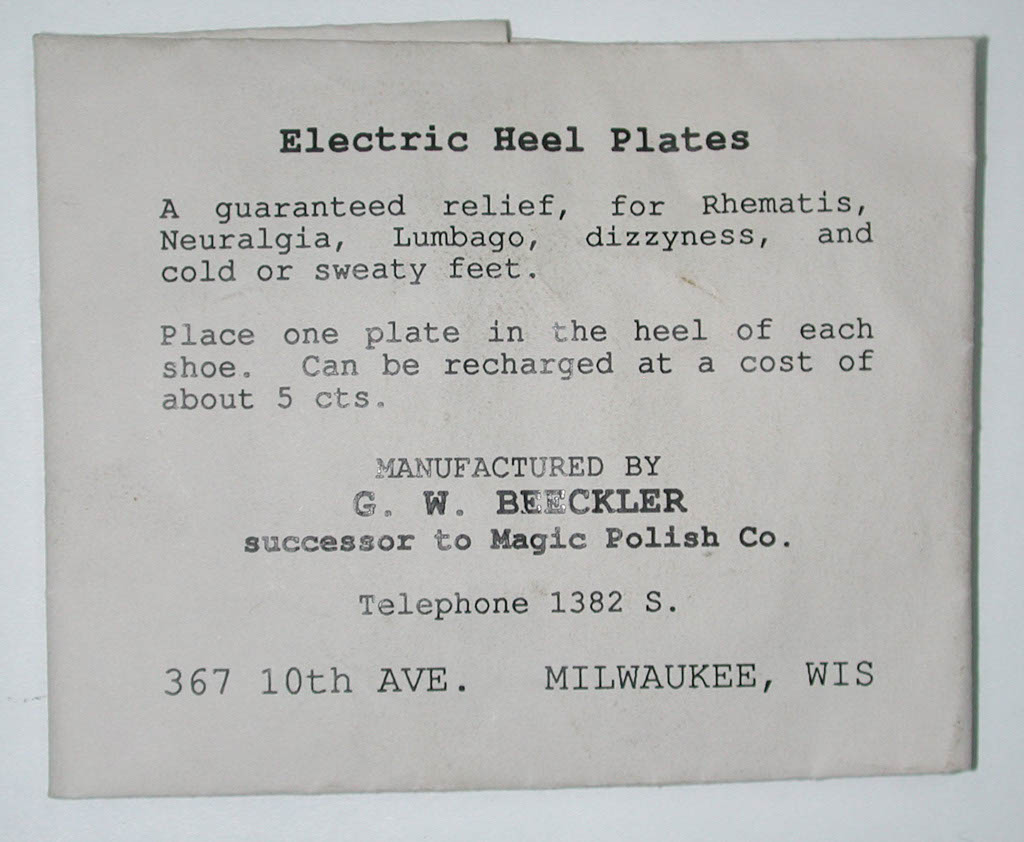 Electric Heel Plates
A guaranteed relief, for Rhematis,
Neuralgia, Lumbago, dizzyness, and
cold or sweaty feet.
Place one plate in the heel of each
shoe. Can be recharged at a cost of
about 5 cts.
MANUFACTURED BY
G. W. BEECKLER
successor to Magic Polish Co.
Telephone 1382 S.
367 10th AVE. MILWAUKEE, WIS